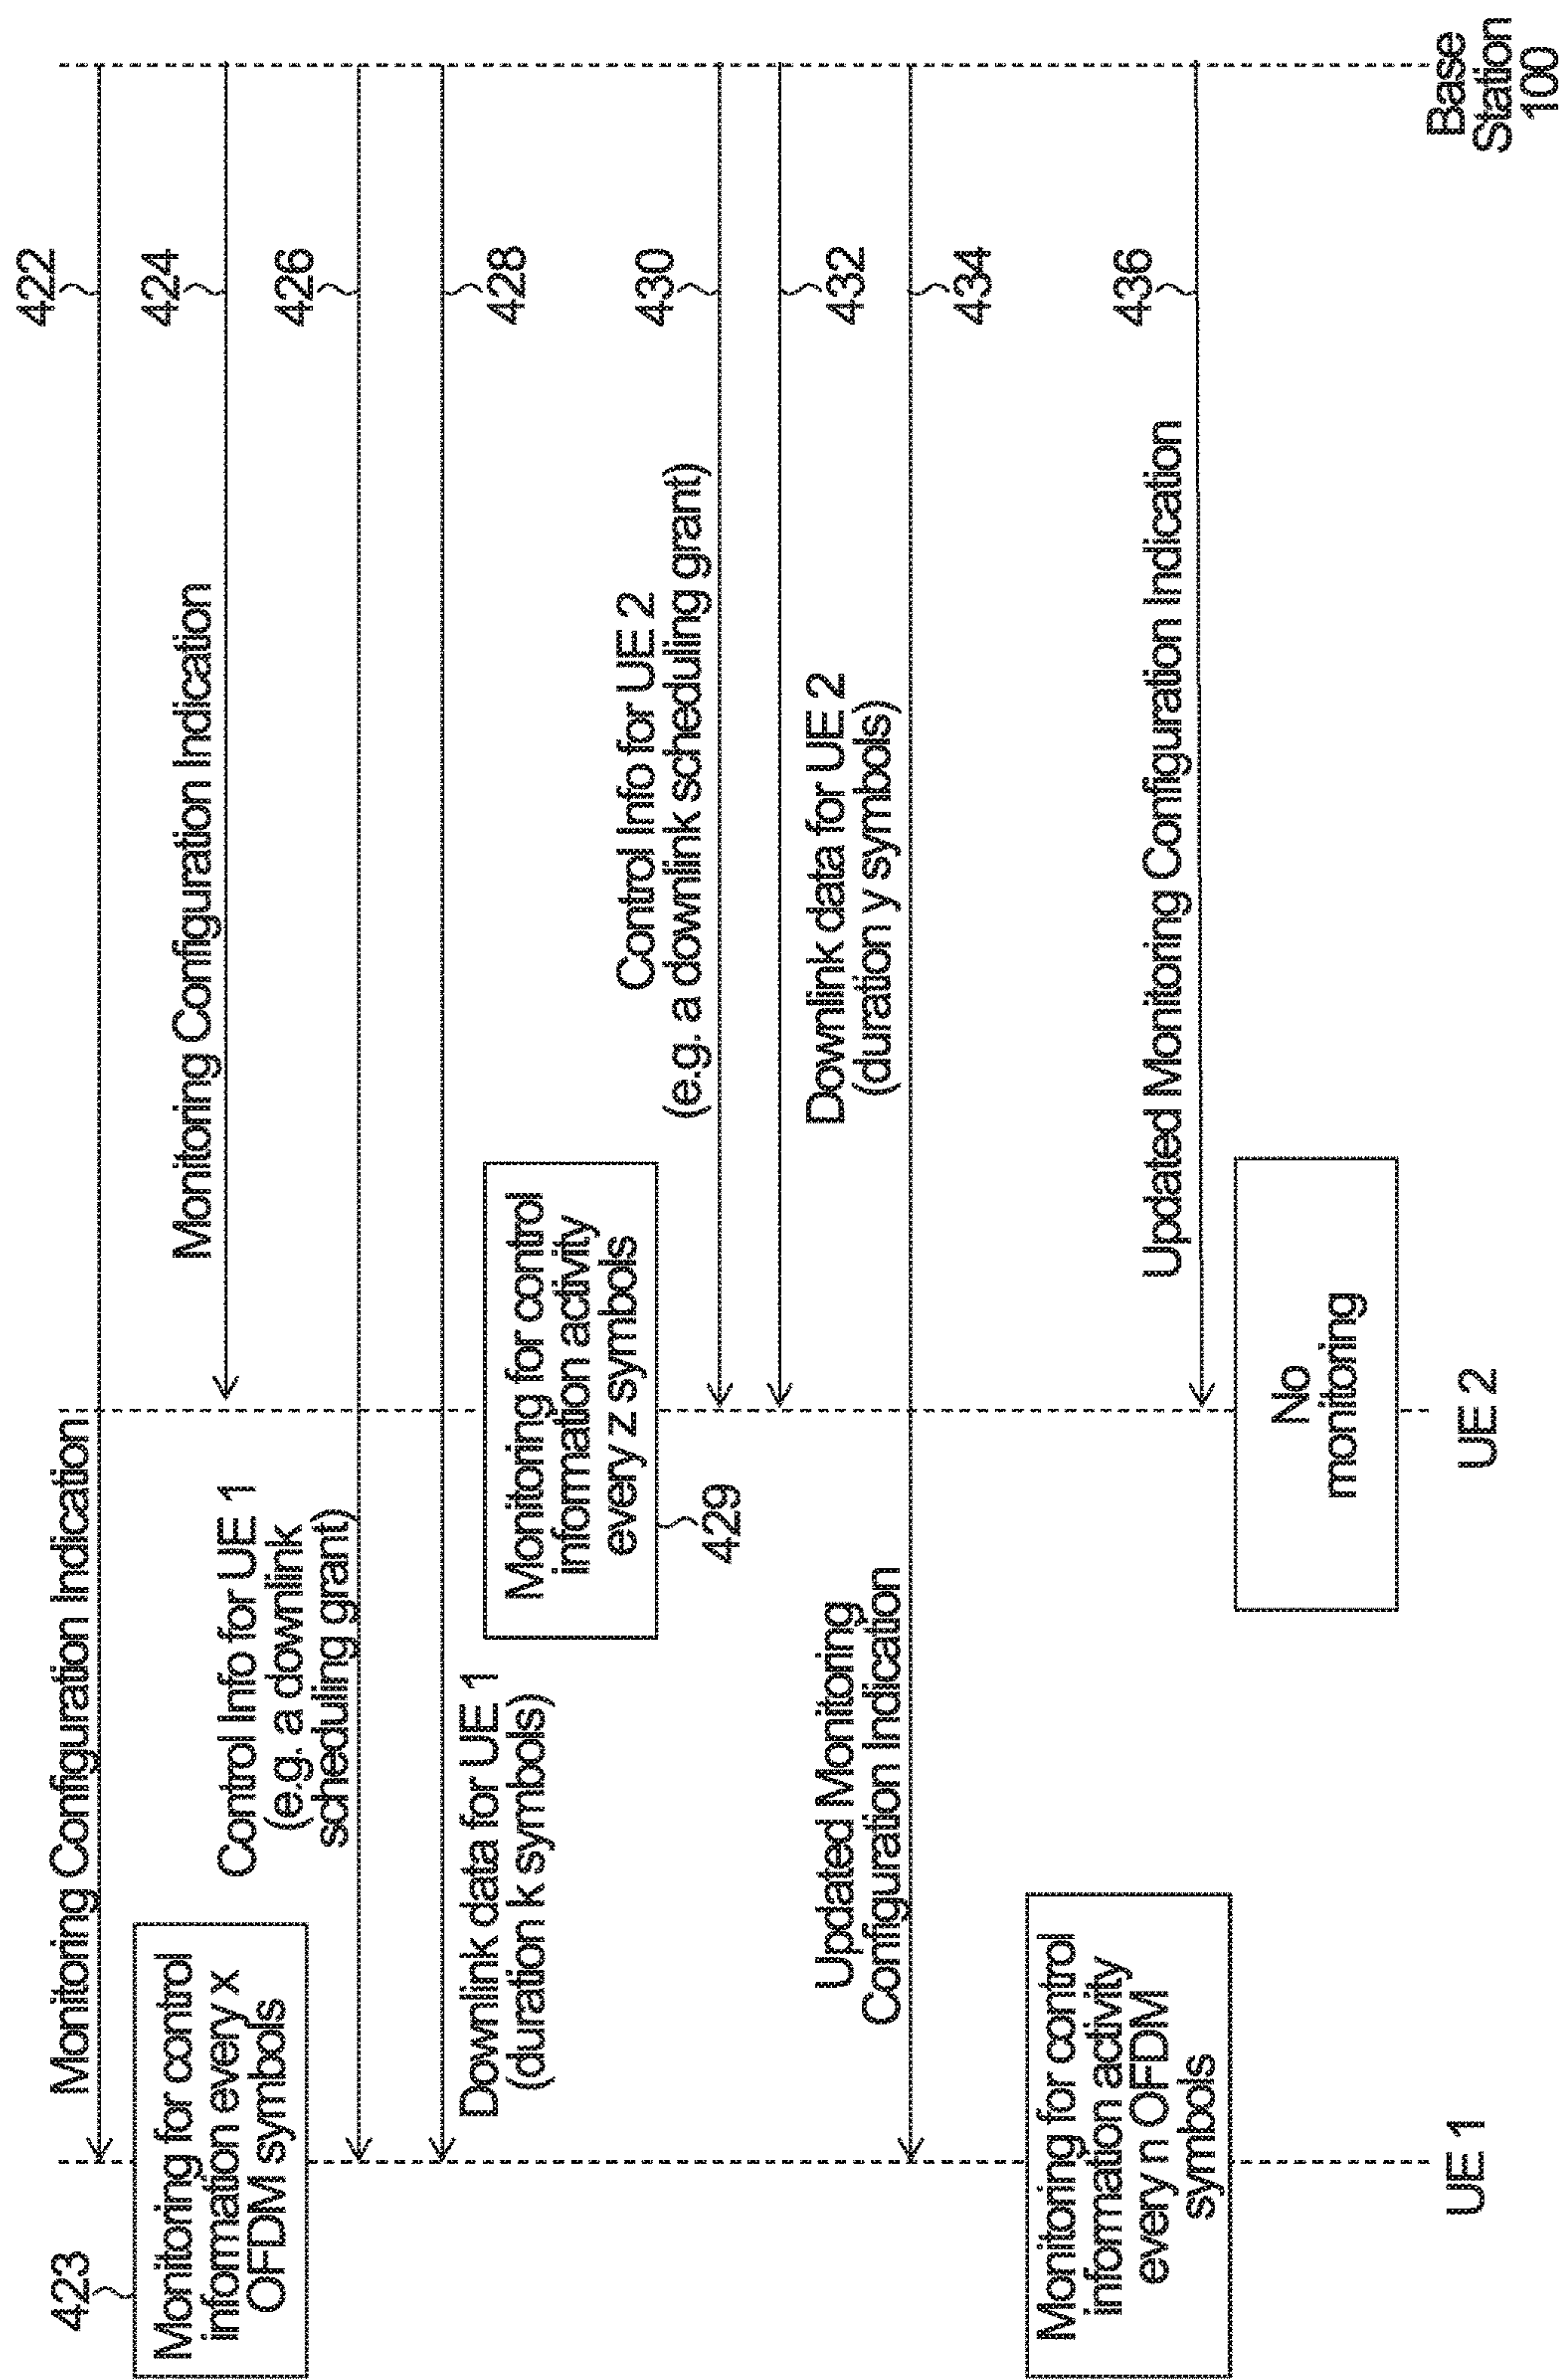 422
Monitoring Configuration Indication
423
Monitoring for control
information every x
OFDM symbols
424
Monitoring Configuration Indication
426
Control Info for UE 1
(e.g. a downlink
scheduling grant)
428
Downlink data for UE 1
(duration k symbols)
Monitoring for control
information activity
every z symbols
429
430
Control Info for UE 2
(e.g. a downlink scheduling grant)
432
Downlink data for UE 2
(duration y symbols)
434
Updated Monitoring
Configuration Indication
Monitoring for control
information activity
every n OFDM
symbols
436
Updated Monitoring Configuration Indication
No
monitoring
UE 1
UE 2
Base
Station
100